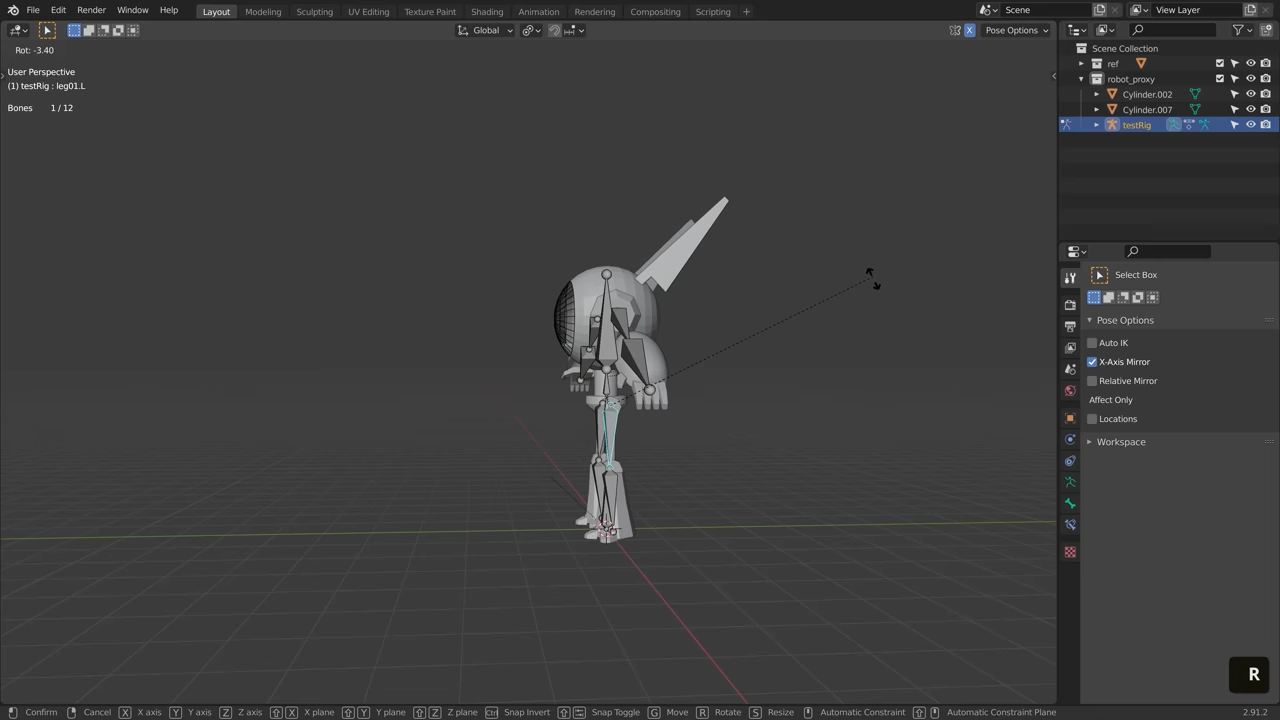 File Edit Render Window Help Layout Modeling Sculpting UV Editing Texture Paint Shading Animation Rendering Compositing Scripting + Scene View Layer
Global X Pose Options
Rot: -3.40
User Perspective
(1) testRig : leg01.L
Bones 1 / 12
Scene Collection
ref
robot_proxy
Cylinder.002
Cylinder.007
testRig
Select Box
Pose Options
Auto IK
X-Axis Mirror
Relative Mirror
Affect Only
Locations
Workspace
R
Confirm Cancel X X axis Y Y axis Z Z axis X X plane Y Y plane Z Z plane Ctrl Snap Invert Snap Toggle G Move R Rotate S Resize Automatic Constraint Automatic Constraint Plane 2.91.2